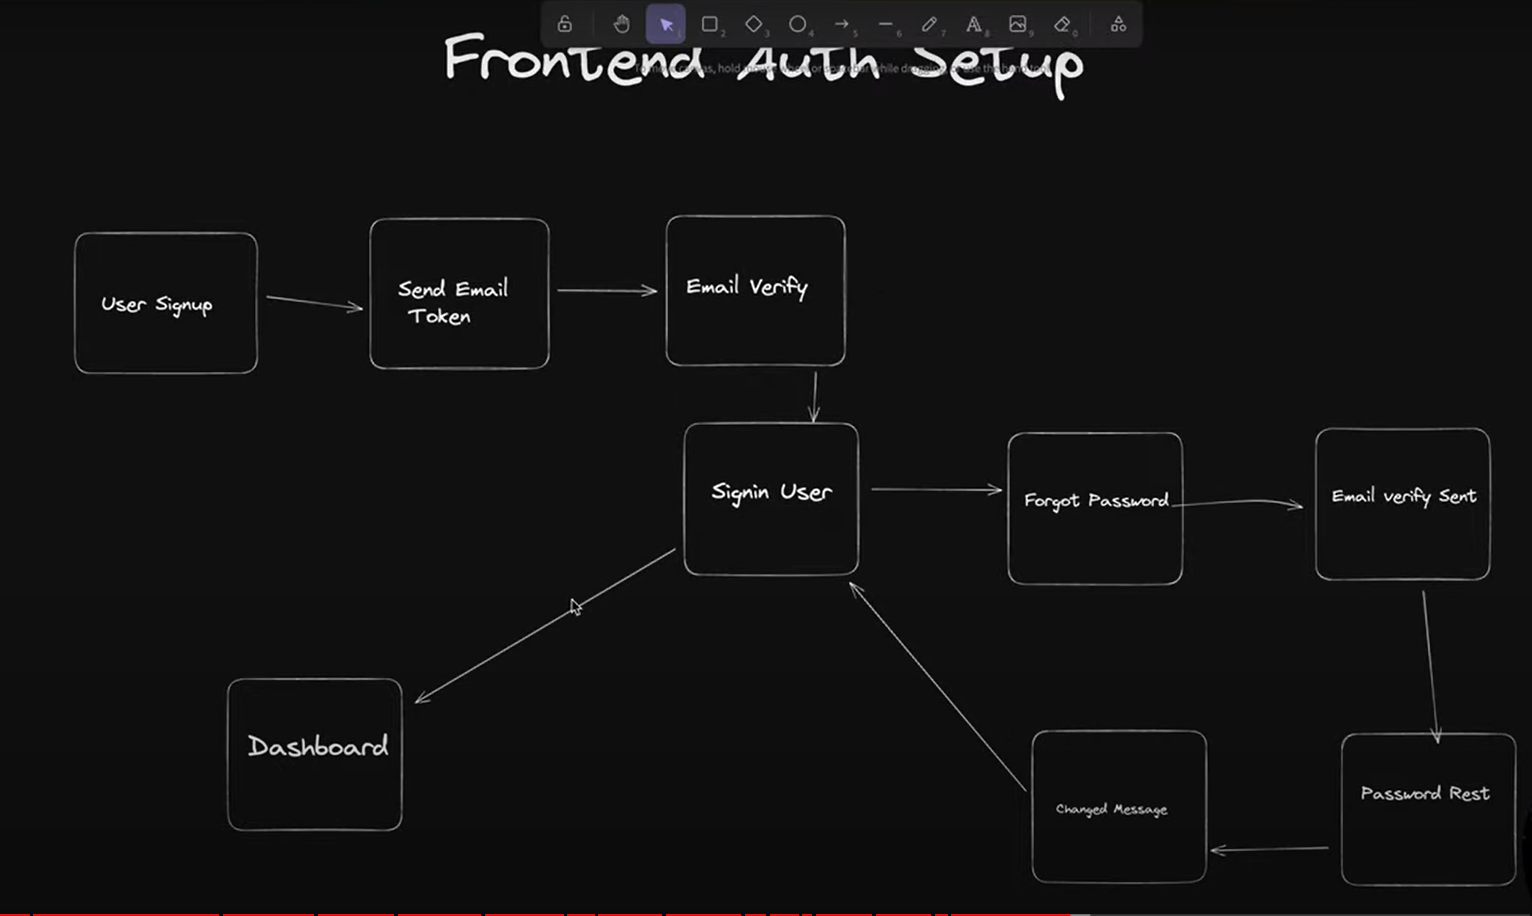 Frontend Auth Setup
User Signup
Send Email
Token
Email Verify
Signin User
Forgot Password
Email verify Sent
Dashboard
Changed Message
Password Rest